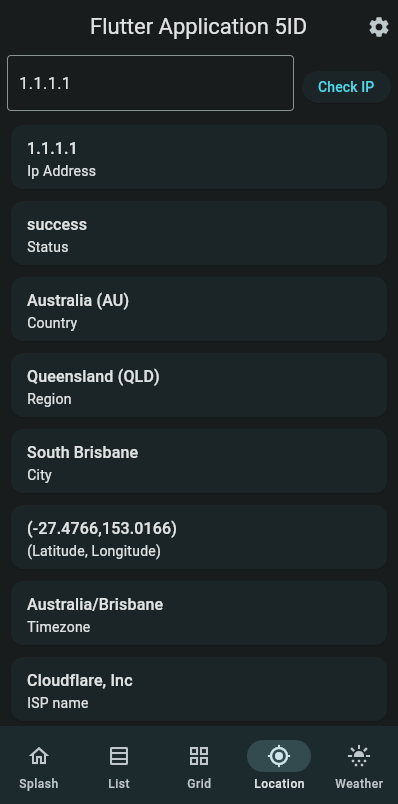 Flutter Application 5ID
1.1.1.1
Check IP
1.1.1.1
Ip Address
success
Status
Australia (AU)
Country
Queensland (QLD)
Region
South Brisbane
City
(-27.4766,153.0166)
(Latitude, Longitude)
Australia/Brisbane
Timezone
Cloudflare, Inc
ISP name
Splash
List
Grid
Location
Weather